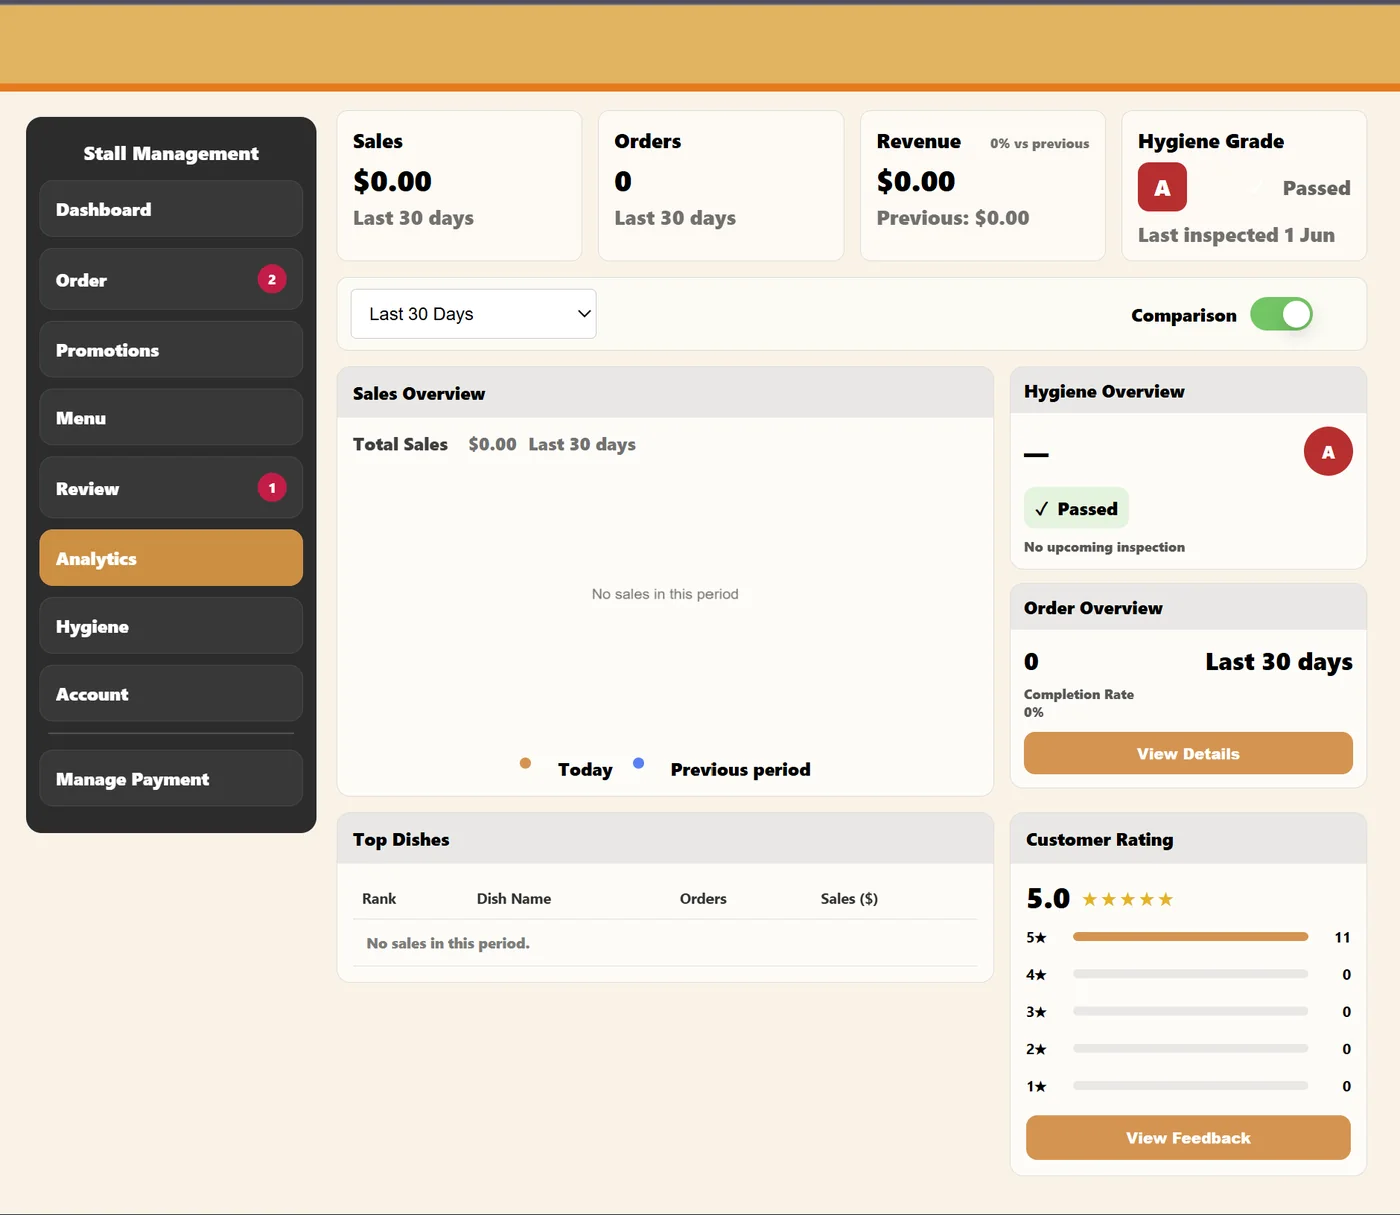 Stall Management
Dashboard
Order 2
Promotions
Menu
Review 1
Analytics
Hygiene
Account
Manage Payment
Sales
$0.00
Last 30 days
Orders
0
Last 30 days
Revenue 0% vs previous
$0.00
Previous: $0.00
Hygiene Grade
A Passed
Last inspected 1 Jun
Last 30 Days
Comparison
Sales Overview
Total Sales $0.00 Last 30 days
No sales in this period
Today Previous period
Hygiene Overview
— A
✓ Passed
No upcoming inspection
Order Overview
0 Last 30 days
Completion Rate
0%
View Details
Top Dishes
Rank Dish Name Orders Sales ($)
No sales in this period.
Customer Rating
5.0 ★★★★★
5★ 11
4★ 0
3★ 0
2★ 0
1★ 0
View Feedback